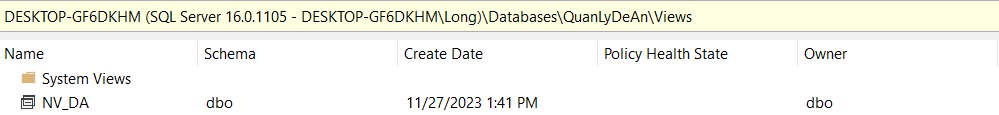 DESKTOP-GF6DKHM (SQL Server 16.0.1105 - DESKTOP-GF6DKHM\Long)\Databases\QuanLyDeAn\Views
Name Schema Create Date Policy Health State Owner
System Views
NV_DA dbo 11/27/2023 1:41 PM dbo